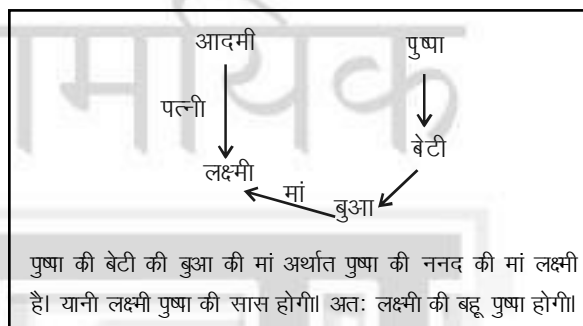 आदमी पुष्पा
पत्नी
बेटी
लक्ष्मी
मां
बुआ
पुष्पा की बेटी की बुआ की मां अर्थात पुष्पा की ननद की मां लक्ष्मी
है। यानी लक्ष्मी पुष्पा की सास होगी॥ अत: लक्ष्मी की बहू पुष्पा होगी॥